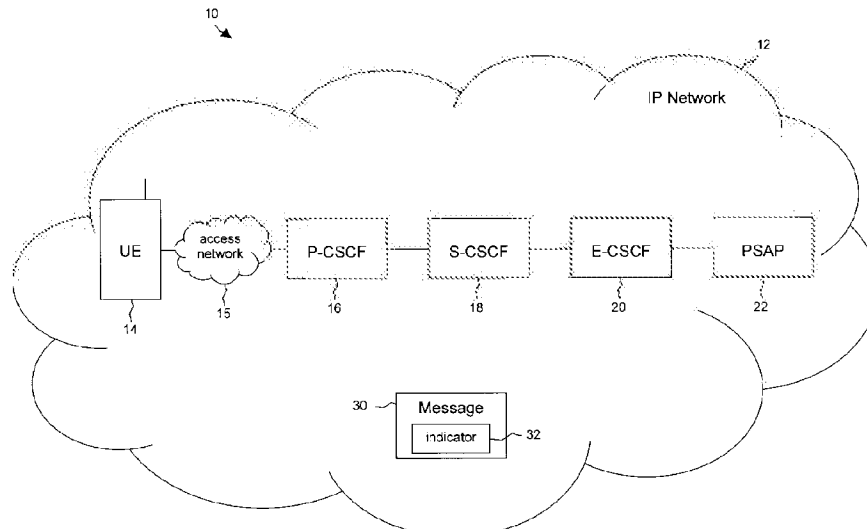 10
12
IP Network
UE
access
network
P-CSCF
S-CSCF
E-CSCF
PSAP
14
15
16
18
20
22
30
Message
indicator
32